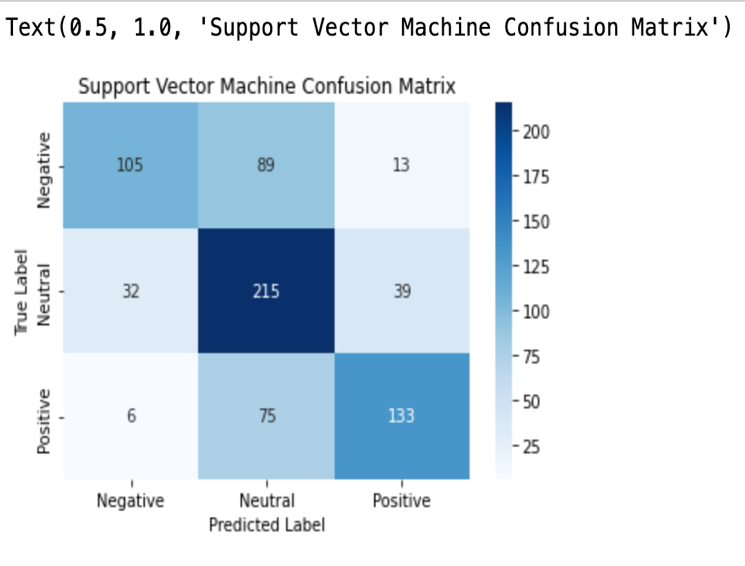 Text(0.5, 1.0, 'Support Vector Machine Confusion Matrix')
Support Vector Machine Confusion Matrix
True Label
Negative
105 89 13
Neutral
32 215 39
Positive
6 75 133
Negative Neutral Positive
Predicted Label
200
175
150
125
100
75
50
25